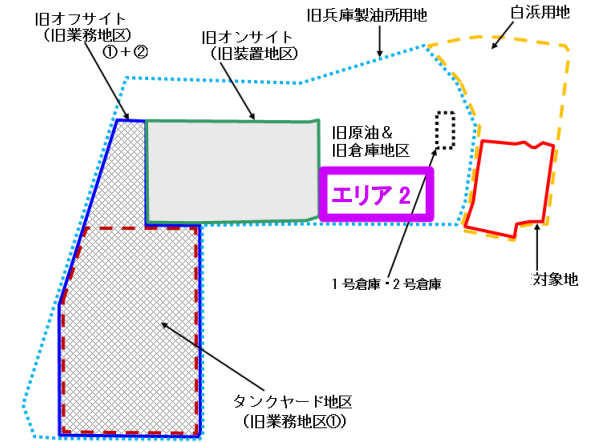 旧オフサイト
（旧業務地区）
①＋②
旧オンサイト
（旧装置地区）
旧兵庫製油所用地
白浜用地
旧原油＆
旧倉庫地区
エリア 2
1号倉庫・2号倉庫
対象地
タンクヤード地区
（旧業務地区①）